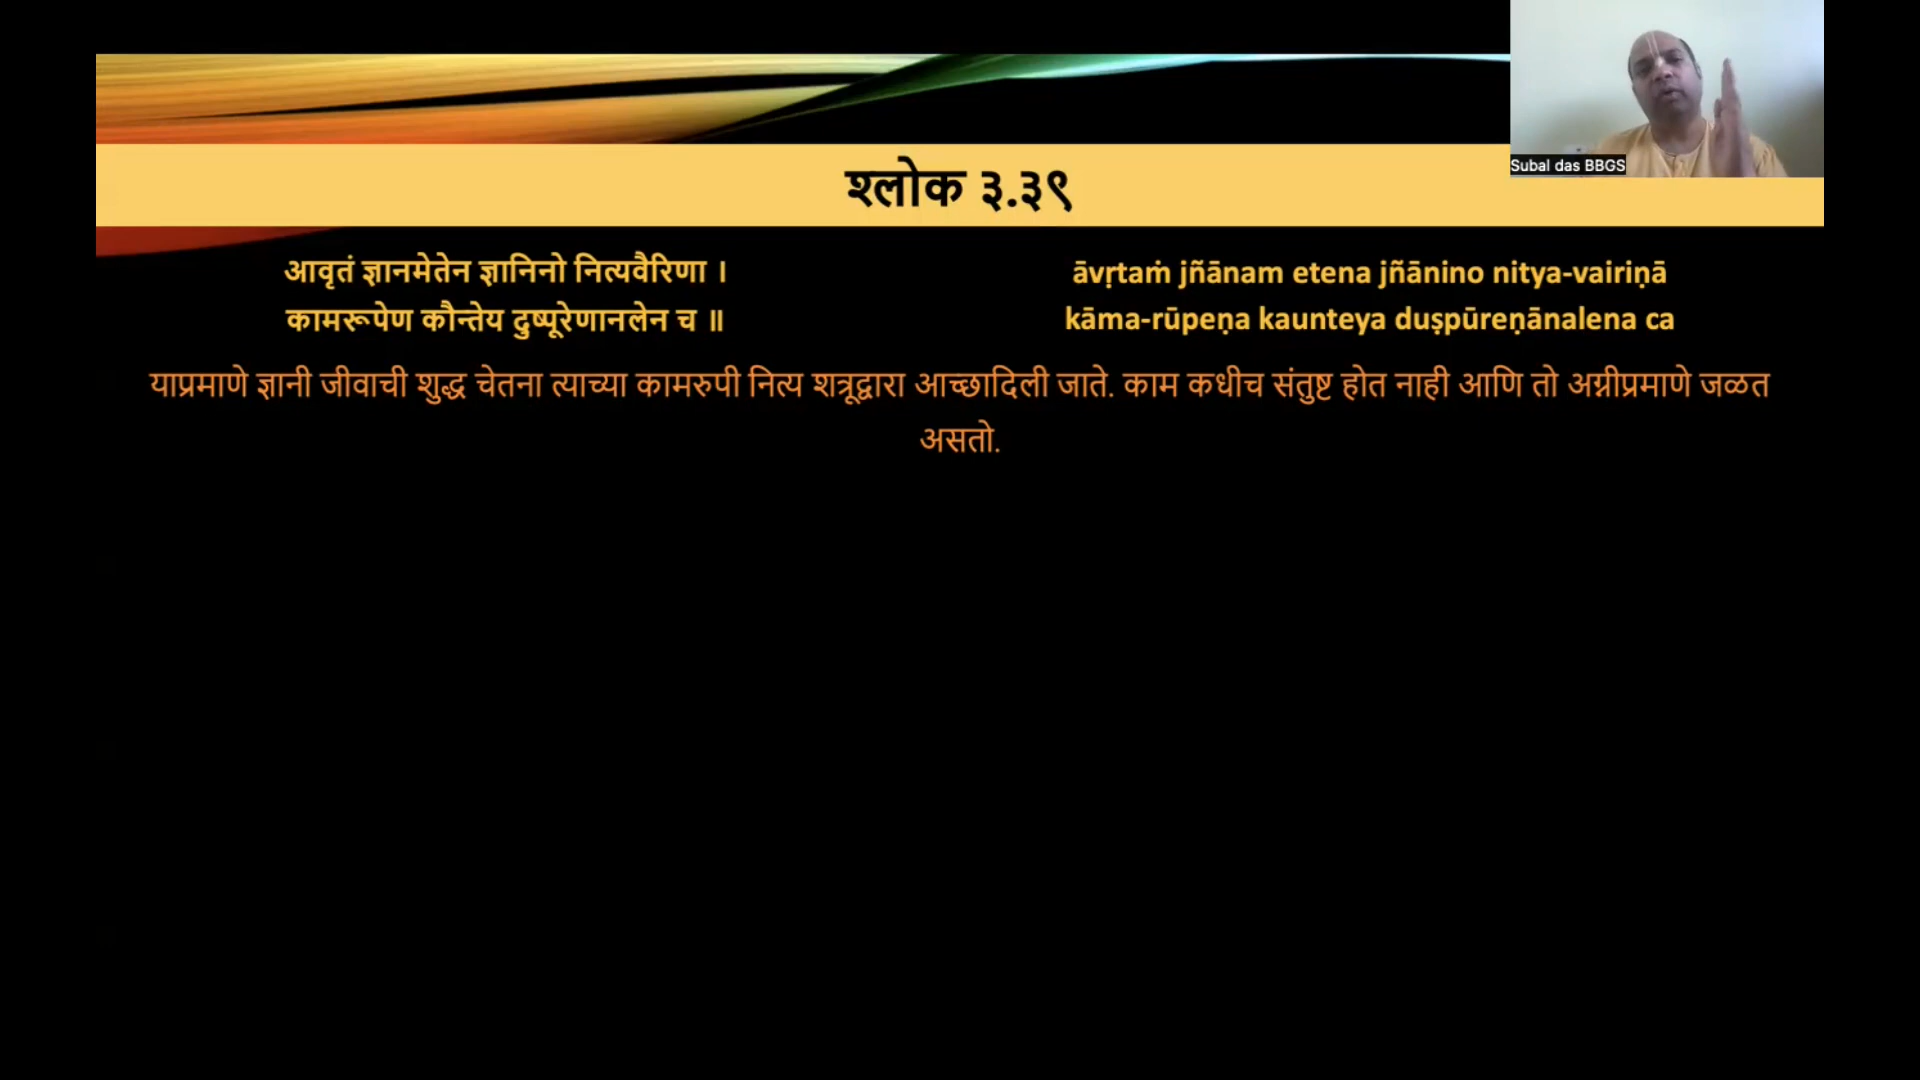 Subal das BBGS
श्लोक ३.३९
आवृतं ज्ञानमेतेन ज्ञानिनो नित्यवैरिणा ।
कामरूपेण कौन्तेय दुष्पूरेणानलेन च ॥
āvṛtaṁ jñānam etena jñānino nitya-vairiṇā
kāma-rūpeṇa kaunteya duṣpūreṇānalena ca
याप्रमाणे ज्ञानी जीवाची शुद्ध चेतना त्याच्या कामरुपी नित्य शत्रूद्वारा आच्छादिली जाते. काम कधीच संतुष्ट होत नाही आणि तो अग्नीप्रमाणे जळत
असतो.